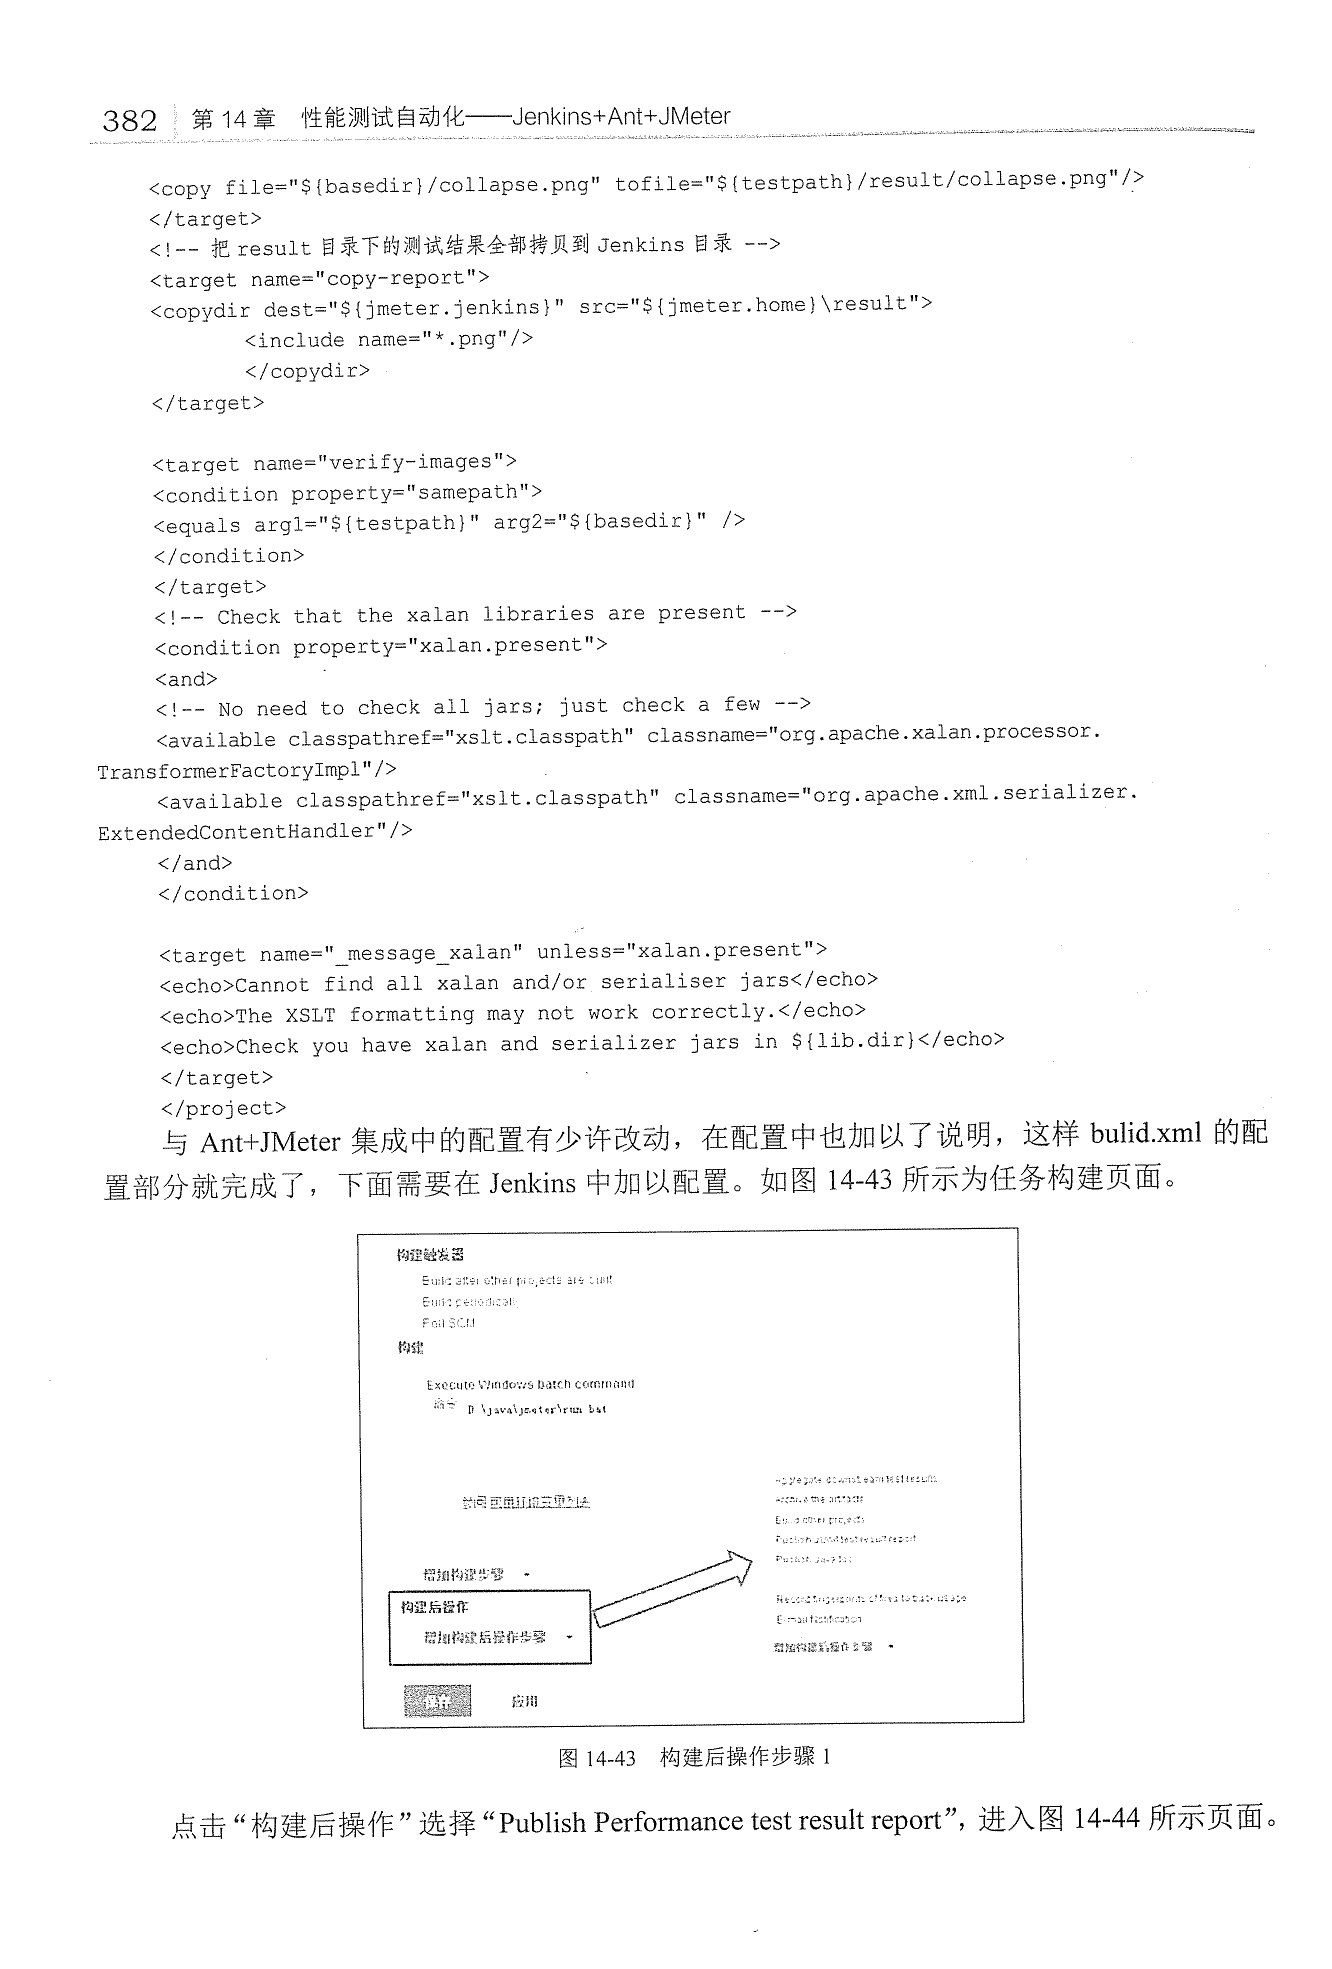 382 第 14 章 性能测试自动化——Jenkins+Ant+JMeter
<copy file="${basedir}/collapse.png" tofile="${testpath}/result/collapse.png"/>
</target>
<!-- 把 result 目录下的测试结果全部拷贝到 Jenkins 目录 -->
<target name="copy-report">
<copydir dest="${jmeter.jenkins}" src="${jmeter.home}\result">
<include name="*.png"/>
</copydir>
</target>
<target name="verify-images">
<condition property="samepath">
<equals arg1="${testpath}" arg2="${basedir}" />
</condition>
</target>
<!-- Check that the xalan libraries are present -->
<condition property="xalan.present">
<and>
<!-- No need to check all jars; just check a few -->
<available classpathref="xslt.classpath" classname="org.apache.xalan.processor.
TransformerFactoryImpl"/>
<available classpathref="xslt.classpath" classname="org.apache.xml.serializer.
ExtendedContentHandler"/>
</and>
</condition>
<target name="_message_xalan" unless="xalan.present">
<echo>Cannot find all xalan and/or serialiser jars</echo>
<echo>The XSLT formatting may not work correctly.</echo>
<echo>Check you have xalan and serializer jars in ${lib.dir}</echo>
</target>
</project>
与 Ant+JMeter 集成中的配置有少许改动，在配置中也加以了说明，这样 bulid.xml 的配
置部分就完成了，下面需要在 Jenkins 中加以配置。如图 14-43 所示为任务构建页面。
构建触发器
Build after other projects are built
Build periodically
Poll SCM
构建
Execute Windows batch command
命令 D:\java\jmeter\run.bat
Aggregate downstream test results
Archive the artifacts
Build other projects
Publish JUnit test result report
Publish Javadoc
增加构建步骤
构建后操作
Record fingerprints of files to track usage
E-mail Notification
增加构建后操作步骤
增加构建后操作步骤
保存 应用
图 14-43 构建后操作步骤 1
点击“构建后操作”选择“Publish Performance test result report”，进入图 14-44 所示页面。